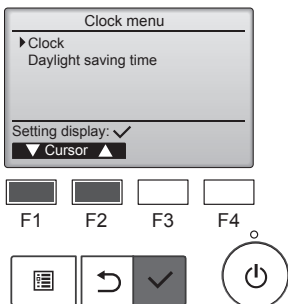 Clock menu
Clock
Daylight saving time
Setting display:
Cursor
F1 F2 F3 F4